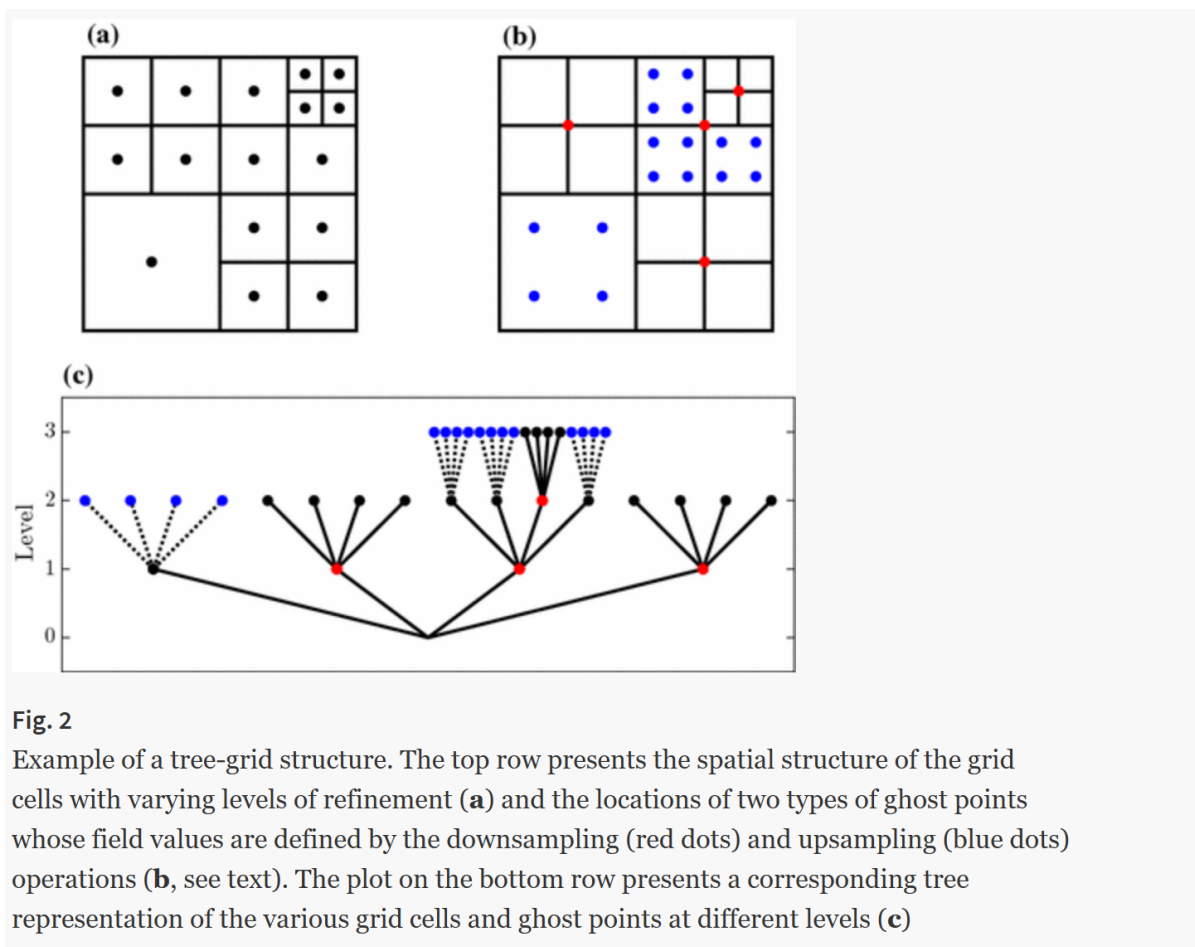 (a)
(b)
(c)
3
2
1
0
Level
Fig. 2
Example of a tree-grid structure. The top row presents the spatial structure of the grid
cells with varying levels of refinement (a) and the locations of two types of ghost points
whose field values are defined by the downsampling (red dots) and upsampling (blue dots)
operations (b, see text). The plot on the bottom row presents a corresponding tree
representation of the various grid cells and ghost points at different levels (c)